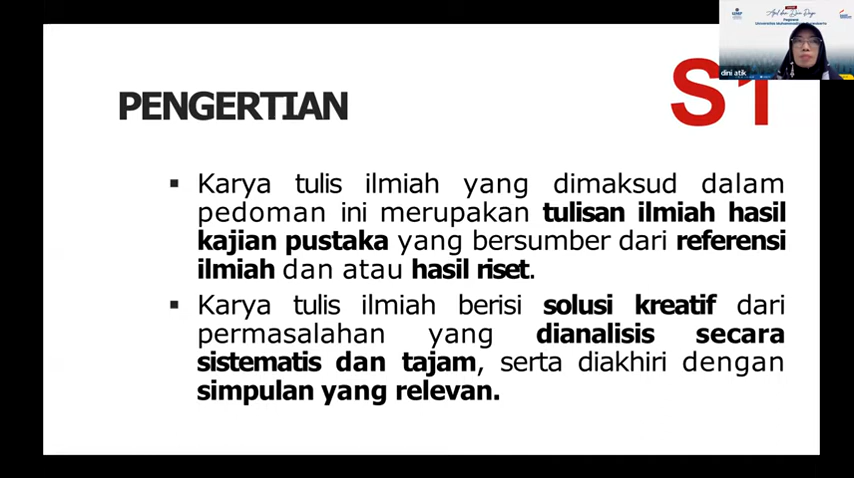 PENGERTIAN
S1
▪ Karya tulis ilmiah yang dimaksud dalam
pedoman ini merupakan tulisan ilmiah hasil
kajian pustaka yang bersumber dari referensi
ilmiah dan atau hasil riset.
▪ Karya tulis ilmiah berisi solusi kreatif dari
permasalahan yang dianalisis secara
sistematis dan tajam, serta diakhiri dengan
simpulan yang relevan.
dini atik